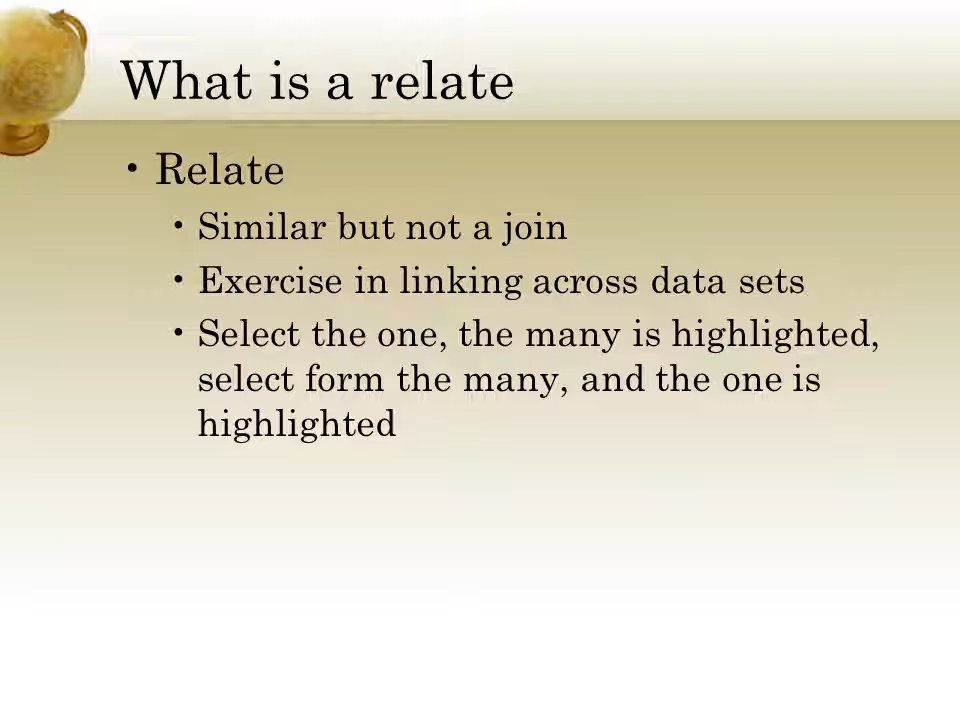 What is a relate
• Relate
• Similar but not a join
• Exercise in linking across data sets
• Select the one, the many is highlighted,
select form the many, and the one is
highlighted